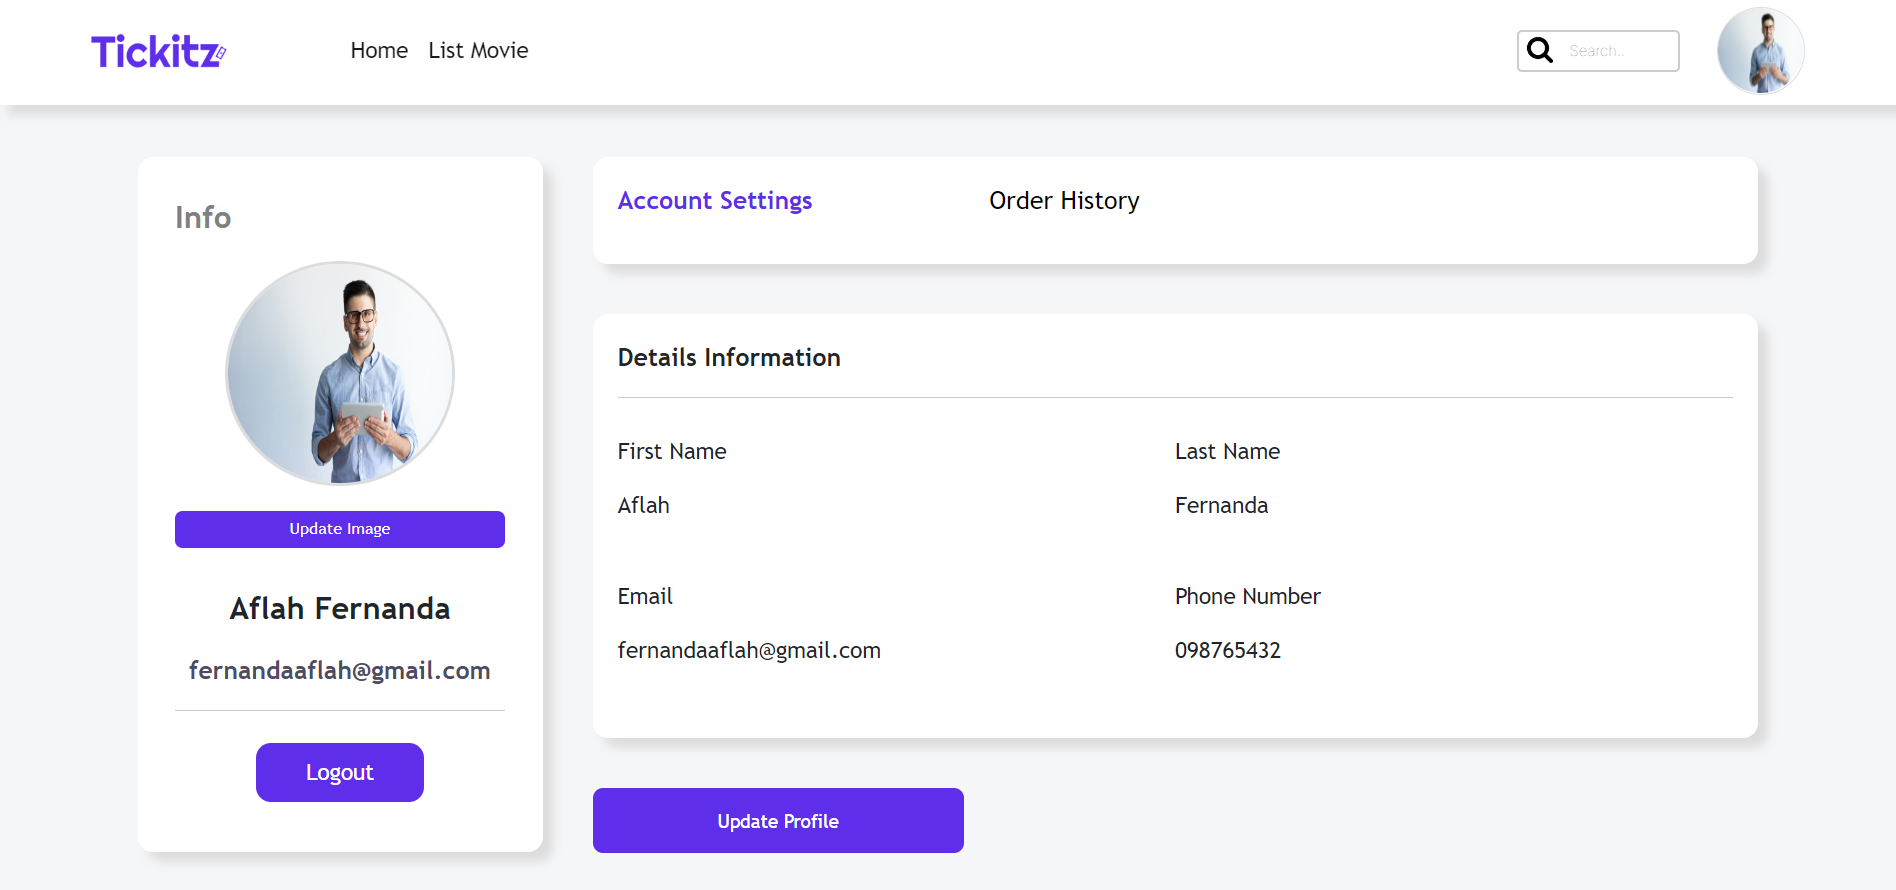 Tickitz
Home List Movie
Search..
Info
Update Image
Aflah Fernanda
fernandaaflah@gmail.com
Logout
Account Settings Order History
Details Information
First Name Last Name
Aflah Fernanda
Email Phone Number
fernandaaflah@gmail.com 098765432
Update Profile